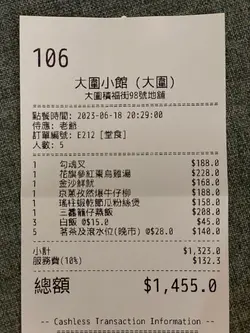 106
大圍小館（大圍）
大圍積福街98號地舖
點餐時間: 2023-06-18 20:29:00
侍應: 老爺
訂單編號: E212 [堂食]
人數: 5
1 勾魂叉 $188.0
1 花旗參紅棗烏雞湯 $228.0
1 金沙鮮魷 $168.0
1 京蔥孜然爆牛仔柳 $188.0
1 瑤柱蝦乾節瓜粉絲煲 $158.0
1 三鑊籠仔蒸飯 $208.0
3 白飯 @$15.0 $45.0
5 茗茶及滾水位(晚市) @$28.0 $140.0
小計 $1,323.0
服務費(10%) $132.3
總額 $1,455.0
-- Cashless Transaction Information --